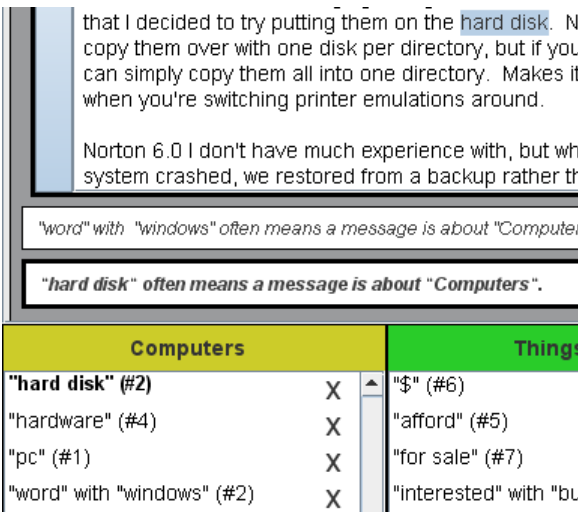 that I decided to try putting them on the hard disk. N
copy them over with one disk per directory, but if you
can simply copy them all into one directory. Makes it
when you're switching printer emulations around.
Norton 6.0 I don't have much experience with, but wh
system crashed, we restored from a backup rather th
"word" with "windows" often means a message is about "Computer
"hard disk" often means a message is about "Computers".
Computers Things
"hard disk" (#2) X "$" (#6)
"hardware" (#4) X "afford" (#5)
"pc" (#1) X "for sale" (#7)
"word" with "windows" (#2) X "interested" with "bu